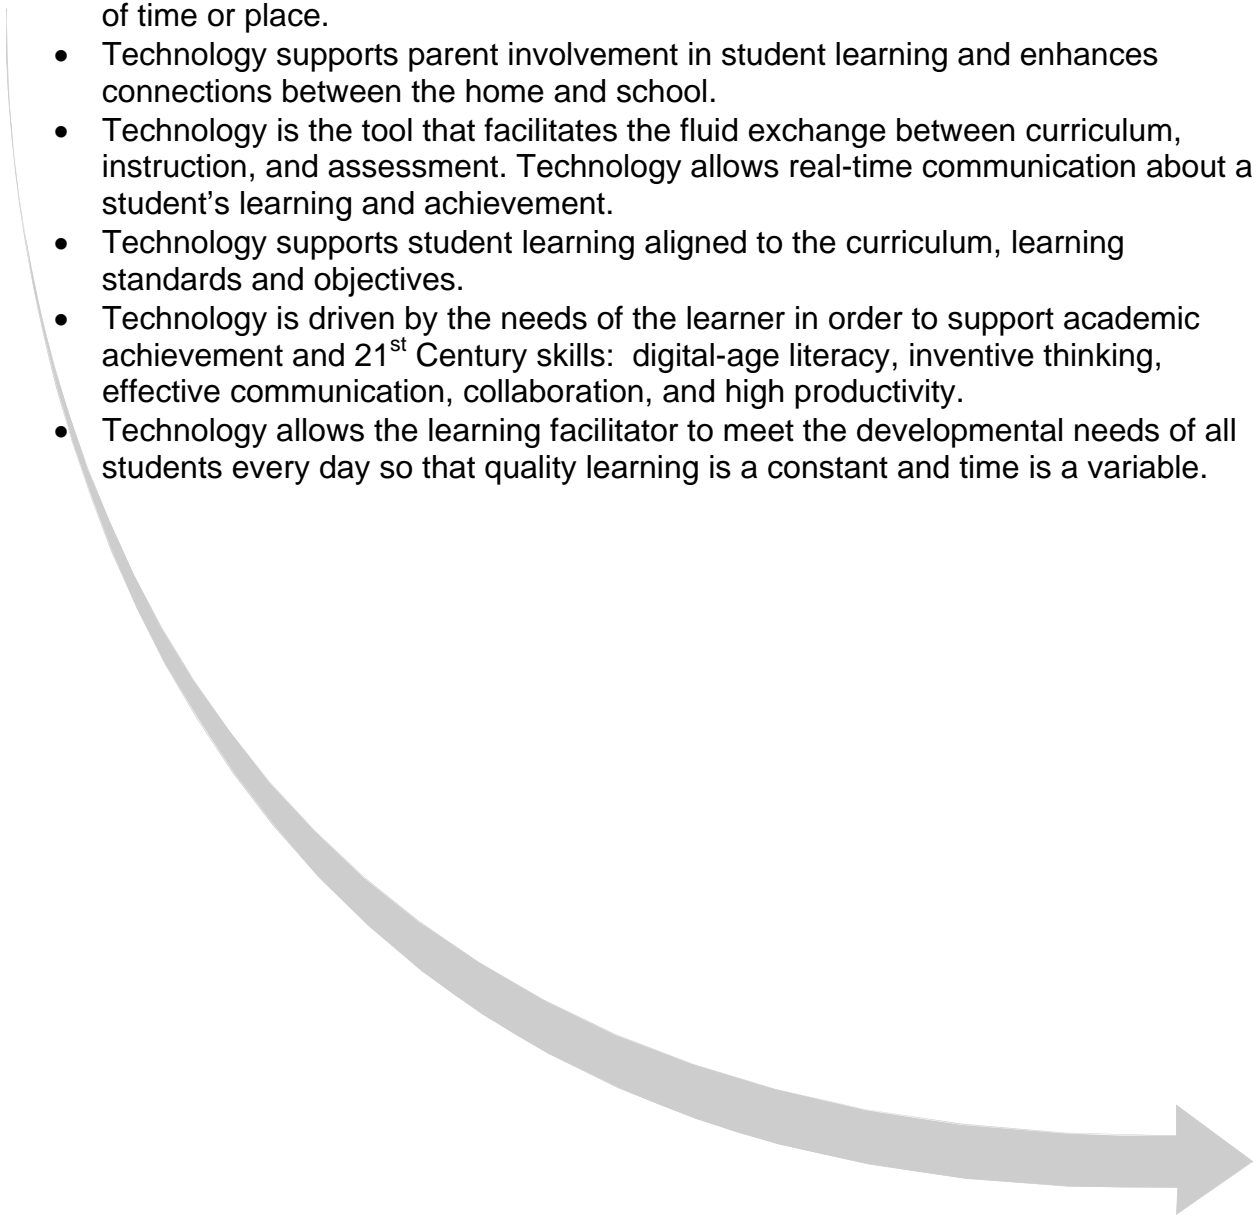 of time or place.
• Technology supports parent involvement in student learning and enhances
connections between the home and school.
• Technology is the tool that facilitates the fluid exchange between curriculum,
instruction, and assessment. Technology allows real-time communication about a
student’s learning and achievement.
• Technology supports student learning aligned to the curriculum, learning
standards and objectives.
• Technology is driven by the needs of the learner in order to support academic
achievement and 21st Century skills:  digital-age literacy, inventive thinking,
effective communication, collaboration, and high productivity.
• Technology allows the learning facilitator to meet the developmental needs of all
students every day so that quality learning is a constant and time is a variable.